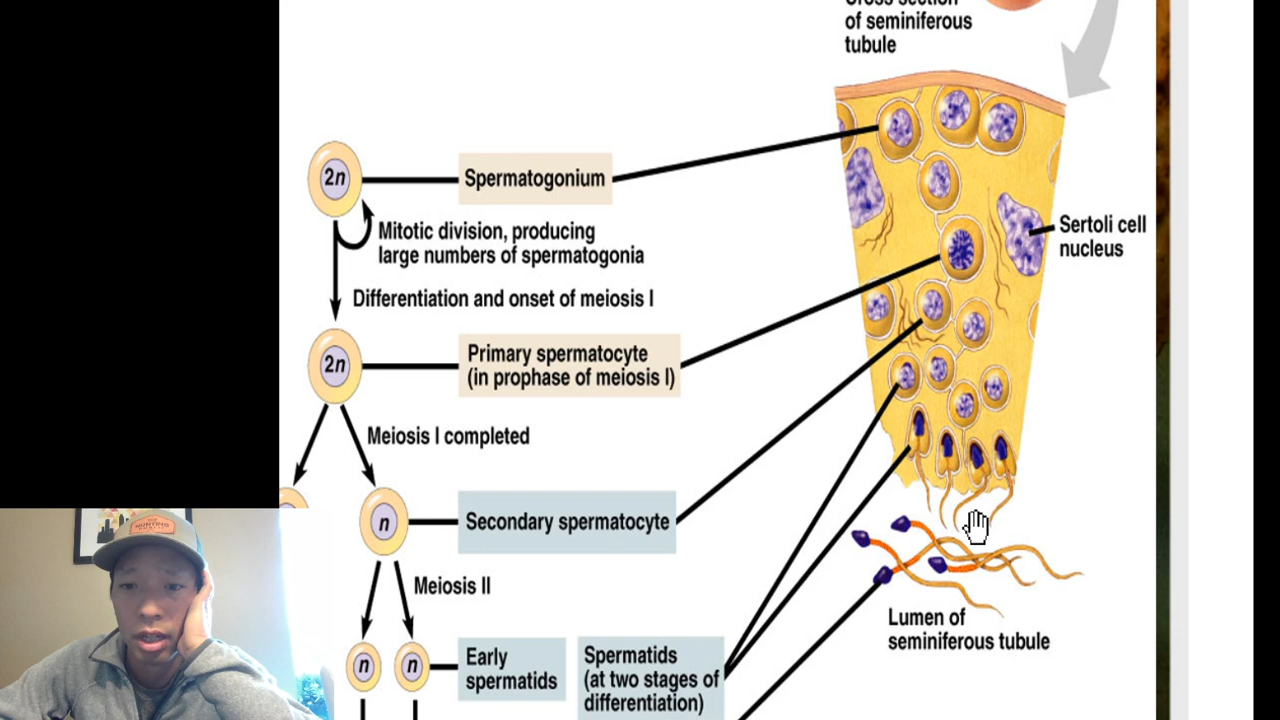 Cross section
of seminiferous
tubule
2n
Spermatogonium
Mitotic division, producing
large numbers of spermatogonia
Sertoli cell
nucleus
Differentiation and onset of meiosis I
2n
Primary spermatocyte
(in prophase of meiosis I)
Meiosis I completed
n
Secondary spermatocyte
Meiosis II
n
n
Early
spermatids
Spermatids
(at two stages of
differentiation)
Lumen of
seminiferous tubule
HUNTING